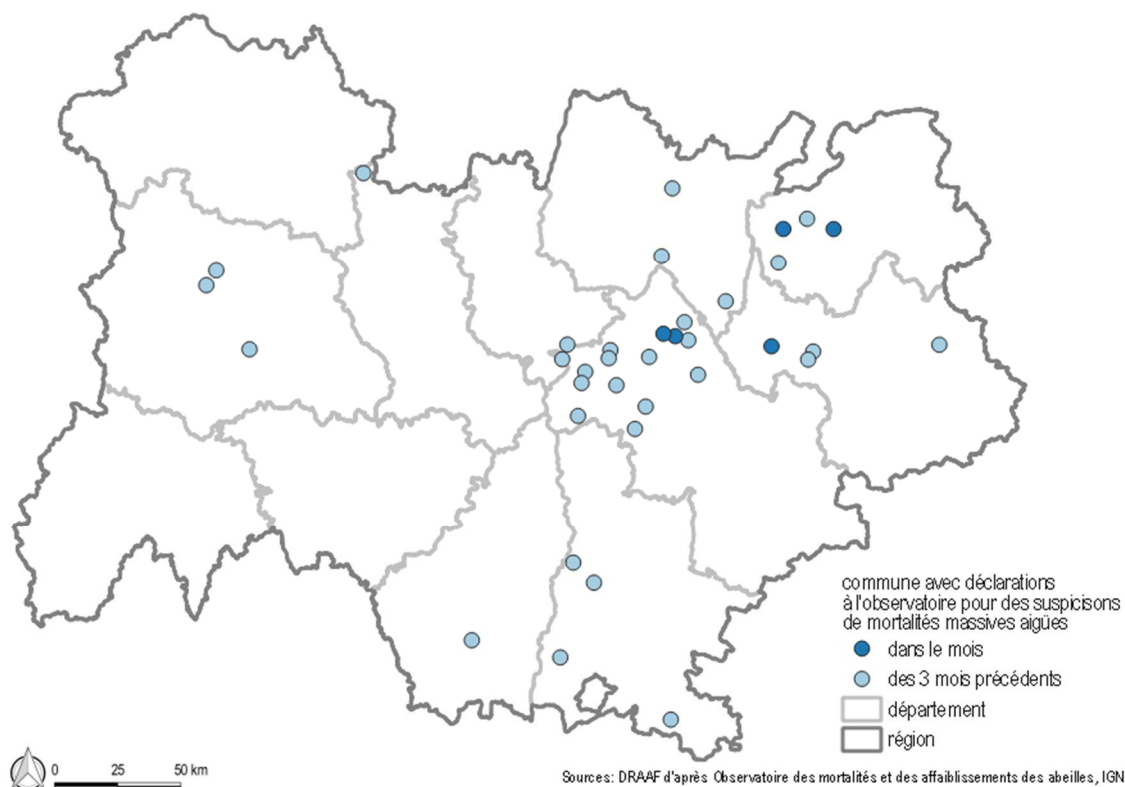 commune avec déclarations
à l'observatoire pour des suspicisons
de mortalités massives aigües
dans le mois
des 3 mois précédents
département
région
0 25 50 km
Sources: DRAAF d'après Observatoire des mortalités et des affaiblissements des abeilles, IGN